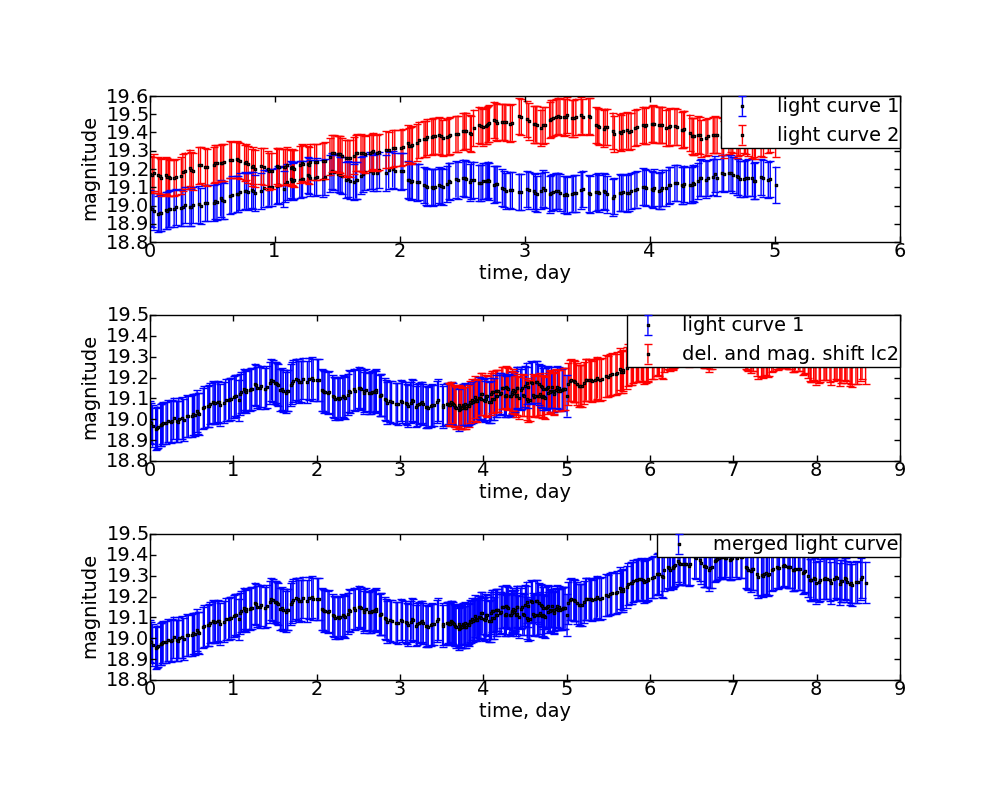 19.6
19.5
19.4
19.3
19.2
19.1
19.0
18.9
18.8
magnitude
light curve 1
light curve 2
0 1 2 3 4 5 6
time, day
19.5
19.4
19.3
19.2
19.1
19.0
18.9
18.8
magnitude
light curve 1
del. and mag. shift lc2
0 1 2 3 4 5 6 7 8 9
time, day
19.5
19.4
19.3
19.2
19.1
19.0
18.9
18.8
magnitude
merged light curve
0 1 2 3 4 5 6 7 8 9
time, day